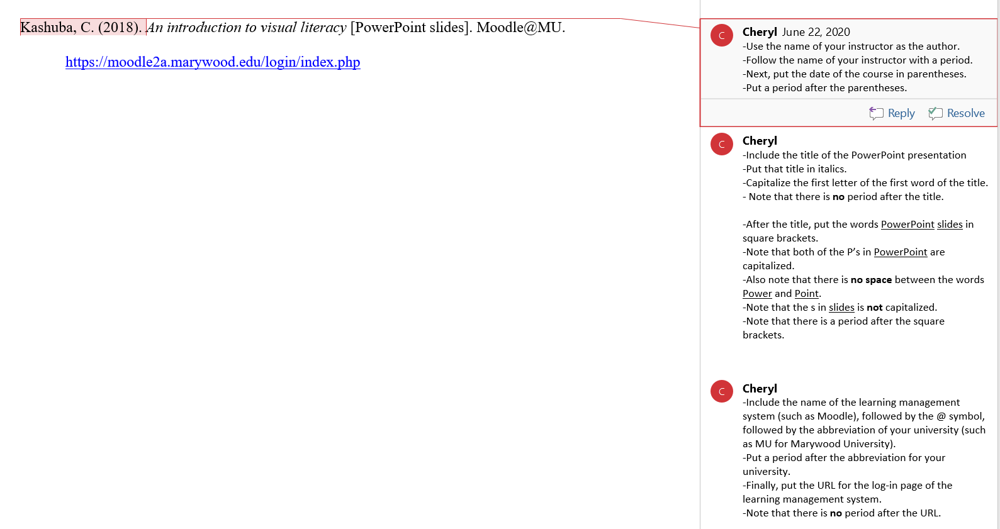 Kashuba, C. (2018). An introduction to visual literacy [PowerPoint slides]. Moodle@MU.
https://moodle2a.marywood.edu/login/index.php
C
Cheryl June 22, 2020
-Use the name of your instructor as the author.
-Follow the name of your instructor with a period.
-Next, put the date of the course in parentheses.
-Put a period after the parentheses.
Reply Resolve
C
Cheryl
-Include the title of the PowerPoint presentation
-Put that title in italics.
-Capitalize the first letter of the first word of the title.
- Note that there is no period after the title.
-After the title, put the words PowerPoint slides in
square brackets.
-Note that both of the P’s in PowerPoint are
capitalized.
-Also note that there is no space between the words
Power and Point.
-Note that the s in slides is not capitalized.
-Note that there is a period after the square
brackets.
C
Cheryl
-Include the name of the learning management
system (such as Moodle), followed by the @ symbol,
followed by the abbreviation of your university (such
as MU for Marywood University).
-Put a period after the abbreviation for your
university.
-Finally, put the URL for the log-in page of the
learning management system.
-Note that there is no period after the URL.